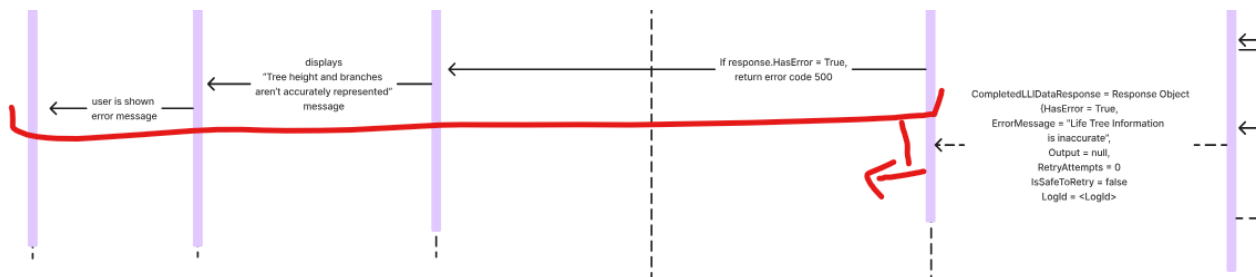 displays
"Tree height and branches
aren't accurately represented"
message
user is shown
error message
If response.HasError = True,
return error code 500
CompletedLLIDataResponse = Response Object
{HasError = True,
ErrorMessage = "Life Tree Information
is inaccurate",
Output = null,
RetryAttempts = 0
IsSafeToRetry = false
LogId = <LogId>